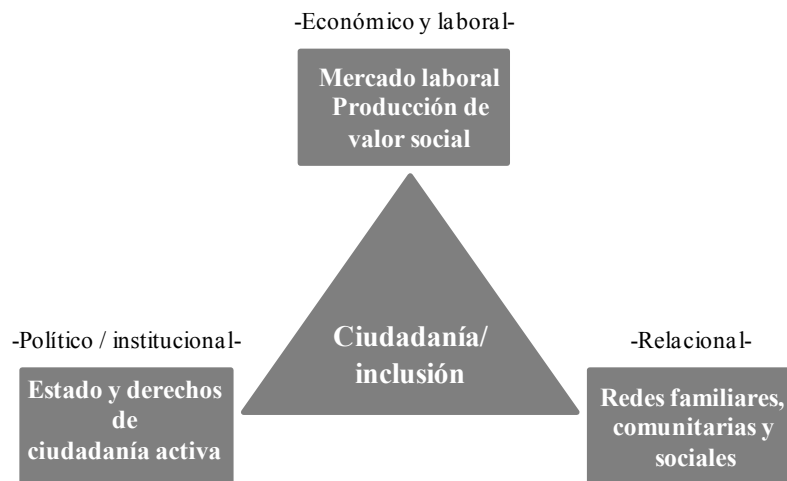 -Económico y laboral-
Mercado laboral
Producción de
valor social
Ciudadanía/
inclusión
-Político / institucional-
Estado y derechos
de
ciudadanía activa
-Relacional-
Redes familiares,
comunitarias y
sociales